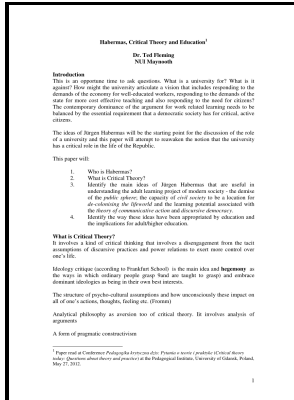 Habermas, Critical Theory and Education¹
Dr. Ted Fleming
NUI Maynooth
Introduction
This is an opportune time to ask questions. What is a university for? What is it
against? How might the university articulate a vision that includes responding to the
demands of the economy for well-educated workers, responding to the demands of the
state for more cost effective teaching and also responding to the need for citizens?
The contemporary dominance of the argument for work related learning needs to be
balanced by the essential requirement that a democratic society has for critical, active
citizens.
The ideas of Jürgen Habermas will be the starting point for the discussion of the role
of a university and this paper will attempt to reawaken the notion that the university
has a critical role in the life of the Republic.
This paper will:
1. Who is Habermas?
2. What is Critical Theory?
3. Identify the main ideas of Jürgen Habermas that are useful in
understanding the adult learning project of modern society - the demise
of the public sphere; the capacity of civil society to be a location for
de-colonizing the lifeworld and the learning potential associated with
the theory of communicative action and discursive democracy.
4. Identify the way these ideas have been appropriated by education and
the implications for adult/higher education.
What is Critical Theory?
It involves a kind of critical thinking that involves a disengagement from the tacit
assumptions of discursive practices and power relations to exert more control over
one's life.
Ideology critique (according to Frankfurt School) is the main idea and hegemony as
the ways in which ordinary people grasp 9and are taught to grasp) and embrace
dominant ideologies as being in their own best interests.
The structure of psycho-cultural assumptions and how unconsciously these impact on
all of one's actions, thoughts, feeling etc. (Fromm)
Analytical philosophy as aversion too of critical theory. Iit involves analysis of
arguments
A form of pragmatic constructivism
¹ Paper read at Conference Pedagogika krytyczna dziś: Pytania o teorię i praktykę (Critical theory
today: Questions about theory and practice) at the Pedagogical Institute, University of Gdansk, Poland.
May 27, 2012.
1